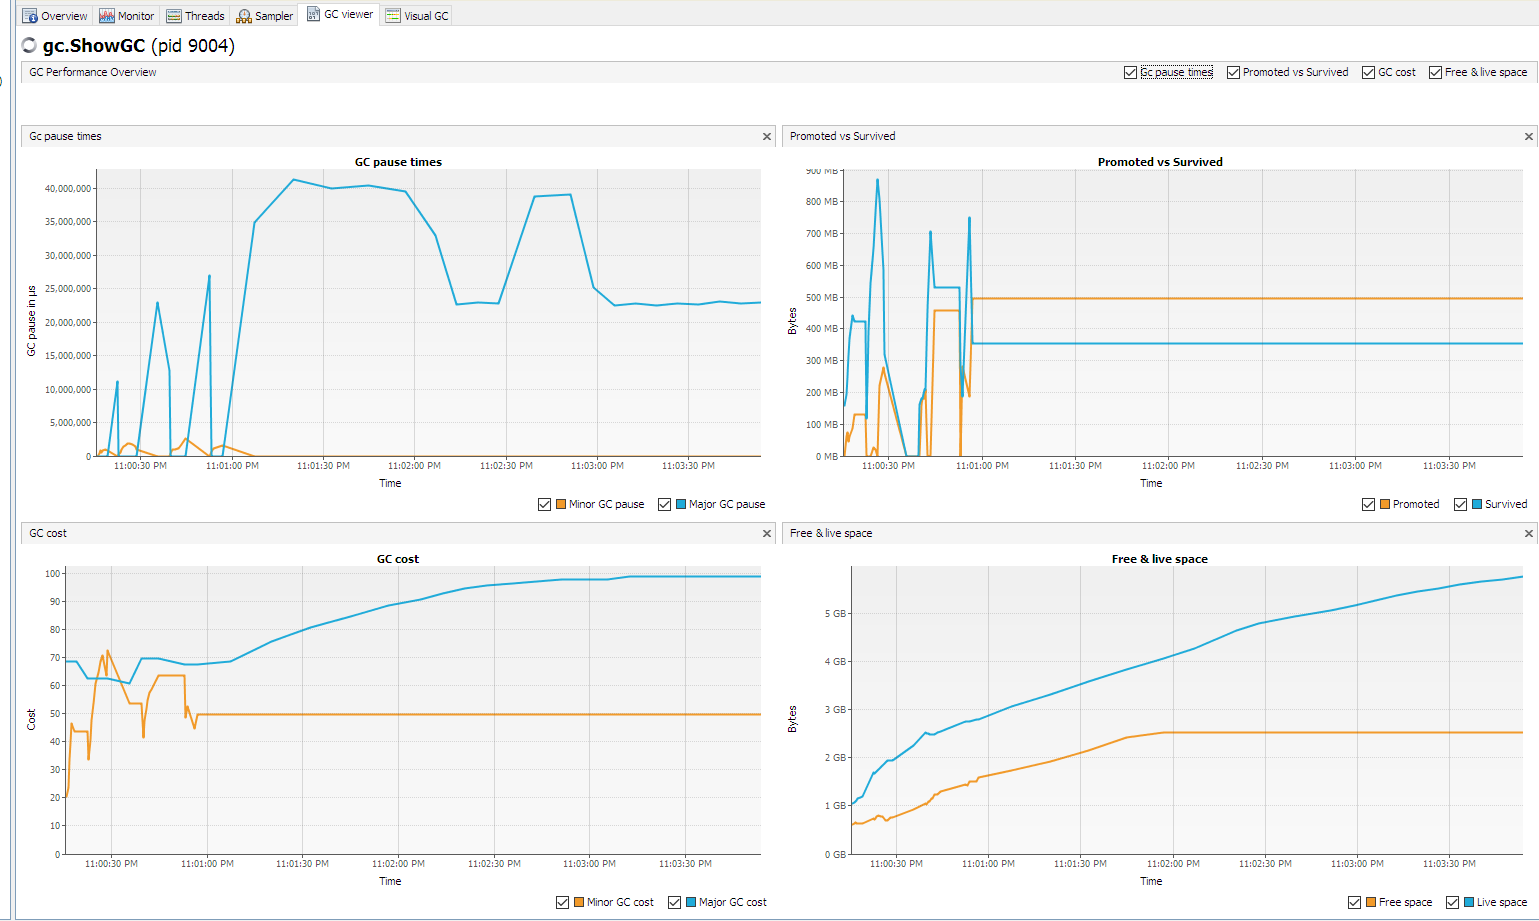 Overview Monitor Threads Sampler GC viewer Visual GC
gc.ShowGC (pid 9004)
GC Performance Overview
Gc pause times Promoted vs Survived GC cost Free & live space
Gc pause times
GC pause times
40,000,000
35,000,000
30,000,000
25,000,000
20,000,000
15,000,000
10,000,000
5,000,000
0
GC pause in µs
11:00:30 PM 11:01:00 PM 11:01:30 PM 11:02:00 PM 11:02:30 PM 11:03:00 PM 11:03:30 PM
Time
Minor GC pause Major GC pause
Promoted vs Survived
Promoted vs Survived
900 MB
800 MB
700 MB
600 MB
500 MB
400 MB
300 MB
200 MB
100 MB
0 MB
Bytes
11:00:30 PM 11:01:00 PM 11:01:30 PM 11:02:00 PM 11:02:30 PM 11:03:00 PM 11:03:30 PM
Time
Promoted Survived
GC cost
GC cost
100
90
80
70
60
50
40
30
20
10
0
Cost
11:00:30 PM 11:01:00 PM 11:01:30 PM 11:02:00 PM 11:02:30 PM 11:03:00 PM 11:03:30 PM
Time
Minor GC cost Major GC cost
Free & live space
Free & live space
5 GB
4 GB
3 GB
2 GB
1 GB
0 GB
Bytes
11:00:30 PM 11:01:00 PM 11:01:30 PM 11:02:00 PM 11:02:30 PM 11:03:00 PM 11:03:30 PM
Time
Free space Live space